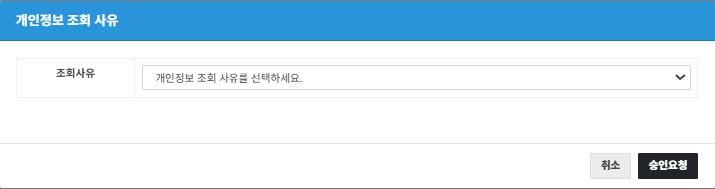 개인정보 조회 사유
조회사유
개인정보 조회 사유를 선택하세요.
취소
승인요청